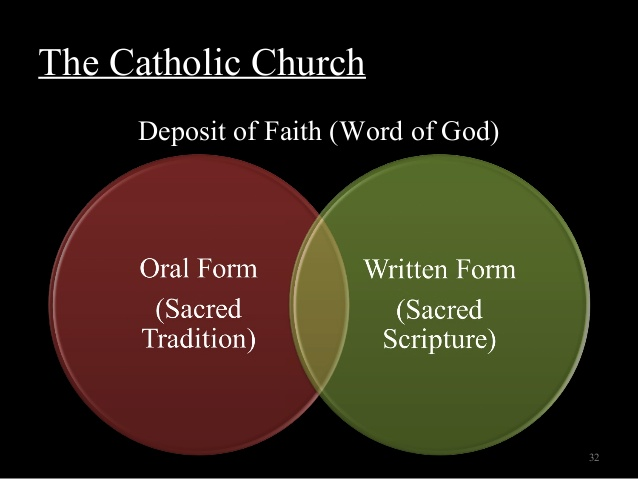 The Catholic Church
Deposit of Faith (Word of God)
Oral Form
(Sacred
Tradition)
Written Form
(Sacred
Scripture)
32